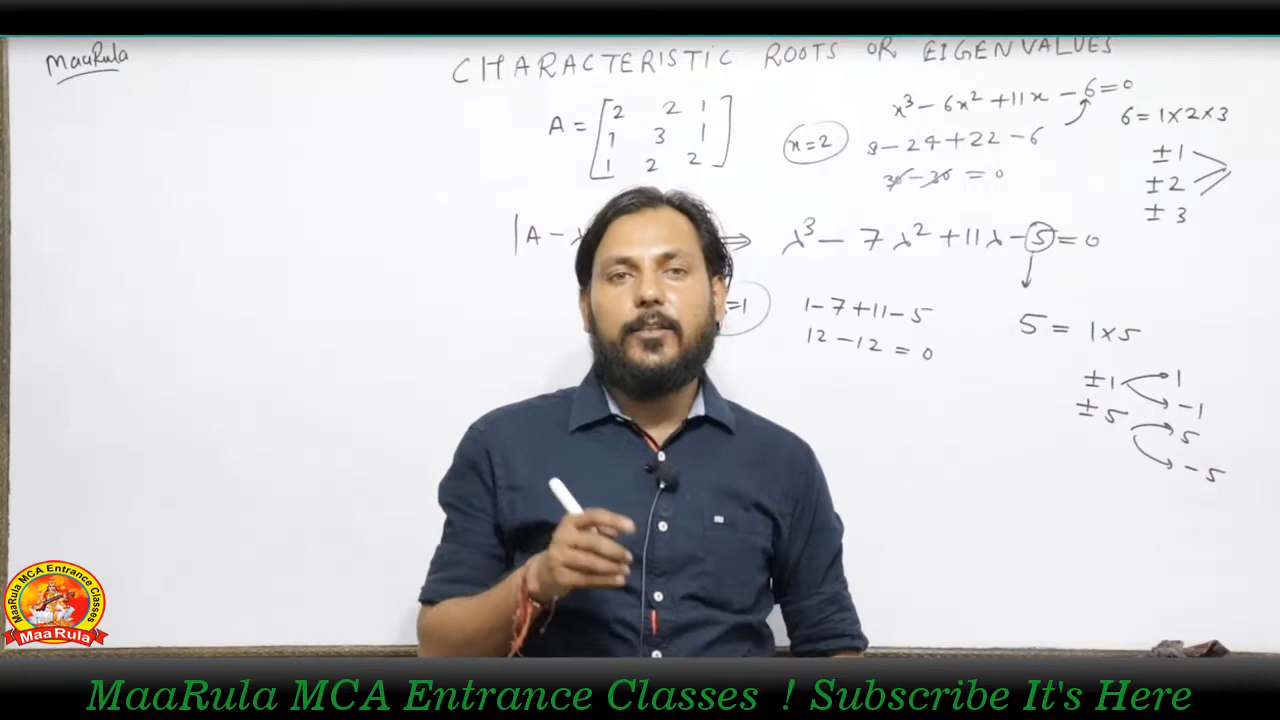 MaaRula
CHARACTERISTIC ROOTS OR EIGENVALUES
A = [2 2 1
1 3 1
1 2 2]
x³ - 6x² + 11x - 6 = 0
x=2
8 - 24 + 22 - 6
30 - 30 = 0
6 = 1×2×3
±1
±2
±3
|A - λ
⇒ λ³ - 7λ² + 11λ - 5 = 0
=1
1 - 7 + 11 - 5
12 - 12 = 0
5 = 1×5
±1 → 1
→ -1
±5 → 5
→ -5
MaaRula MCA Entrance Classes
MaaRula
MaaRula MCA Entrance Classes ! Subscribe It's Here